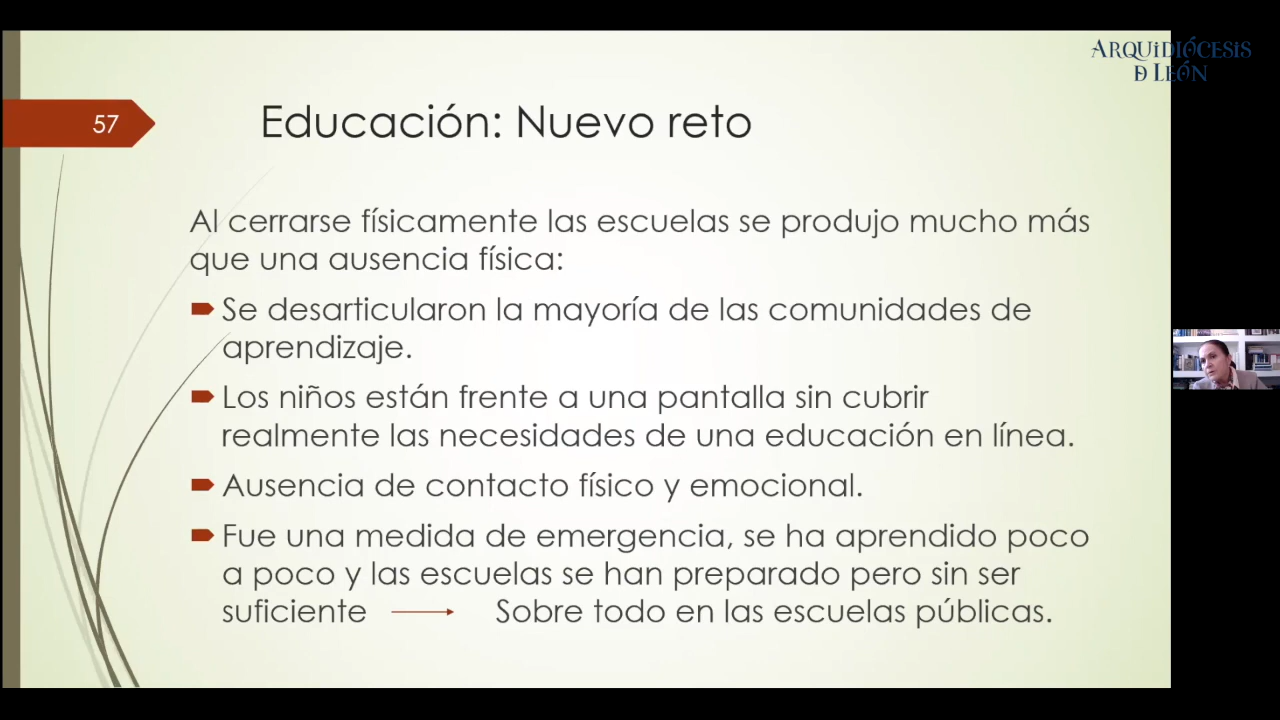 ARQUiDIÓCESiS
D LEÓN
57
Educación: Nuevo reto
Al cerrarse físicamente las escuelas se produjo mucho más
que una ausencia física:
Se desarticularon la mayoría de las comunidades de
aprendizaje.
Los niños están frente a una pantalla sin cubrir
realmente las necesidades de una educación en línea.
Ausencia de contacto físico y emocional.
Fue una medida de emergencia, se ha aprendido poco
a poco y las escuelas se han preparado pero sin ser
suficiente Sobre todo en las escuelas públicas.